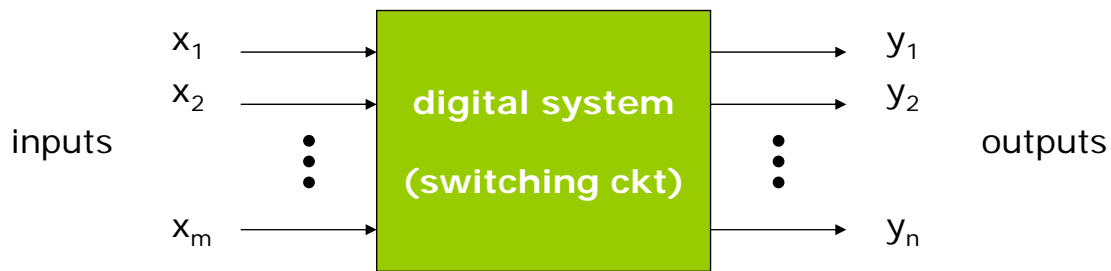 x₁ y₁
x₂ digital system y₂
inputs outputs
(switching ckt)
xₘ yₙ